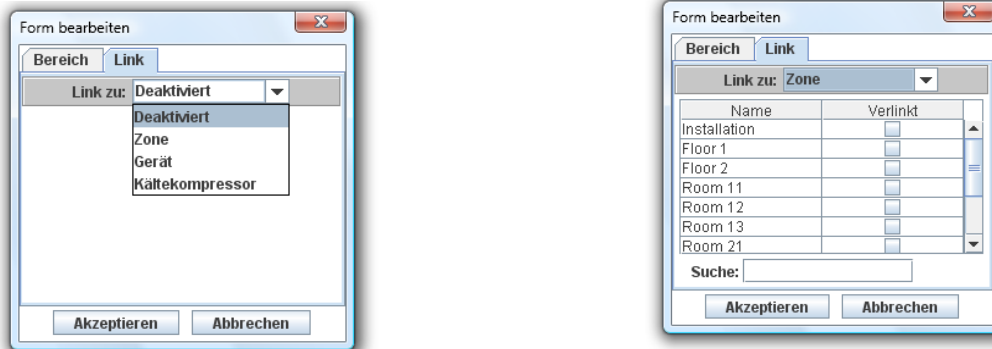 Form bearbeiten
Bereich Link
Link zu: Deaktiviert
Deaktiviert
Zone
Gerät
Kältekompressor
Akzeptieren Abbrechen
Form bearbeiten
Bereich Link
Link zu: Zone
Name Verlinkt
Installation
Floor 1
Floor 2
Room 11
Room 12
Room 13
Room 21
Suche:
Akzeptieren Abbrechen